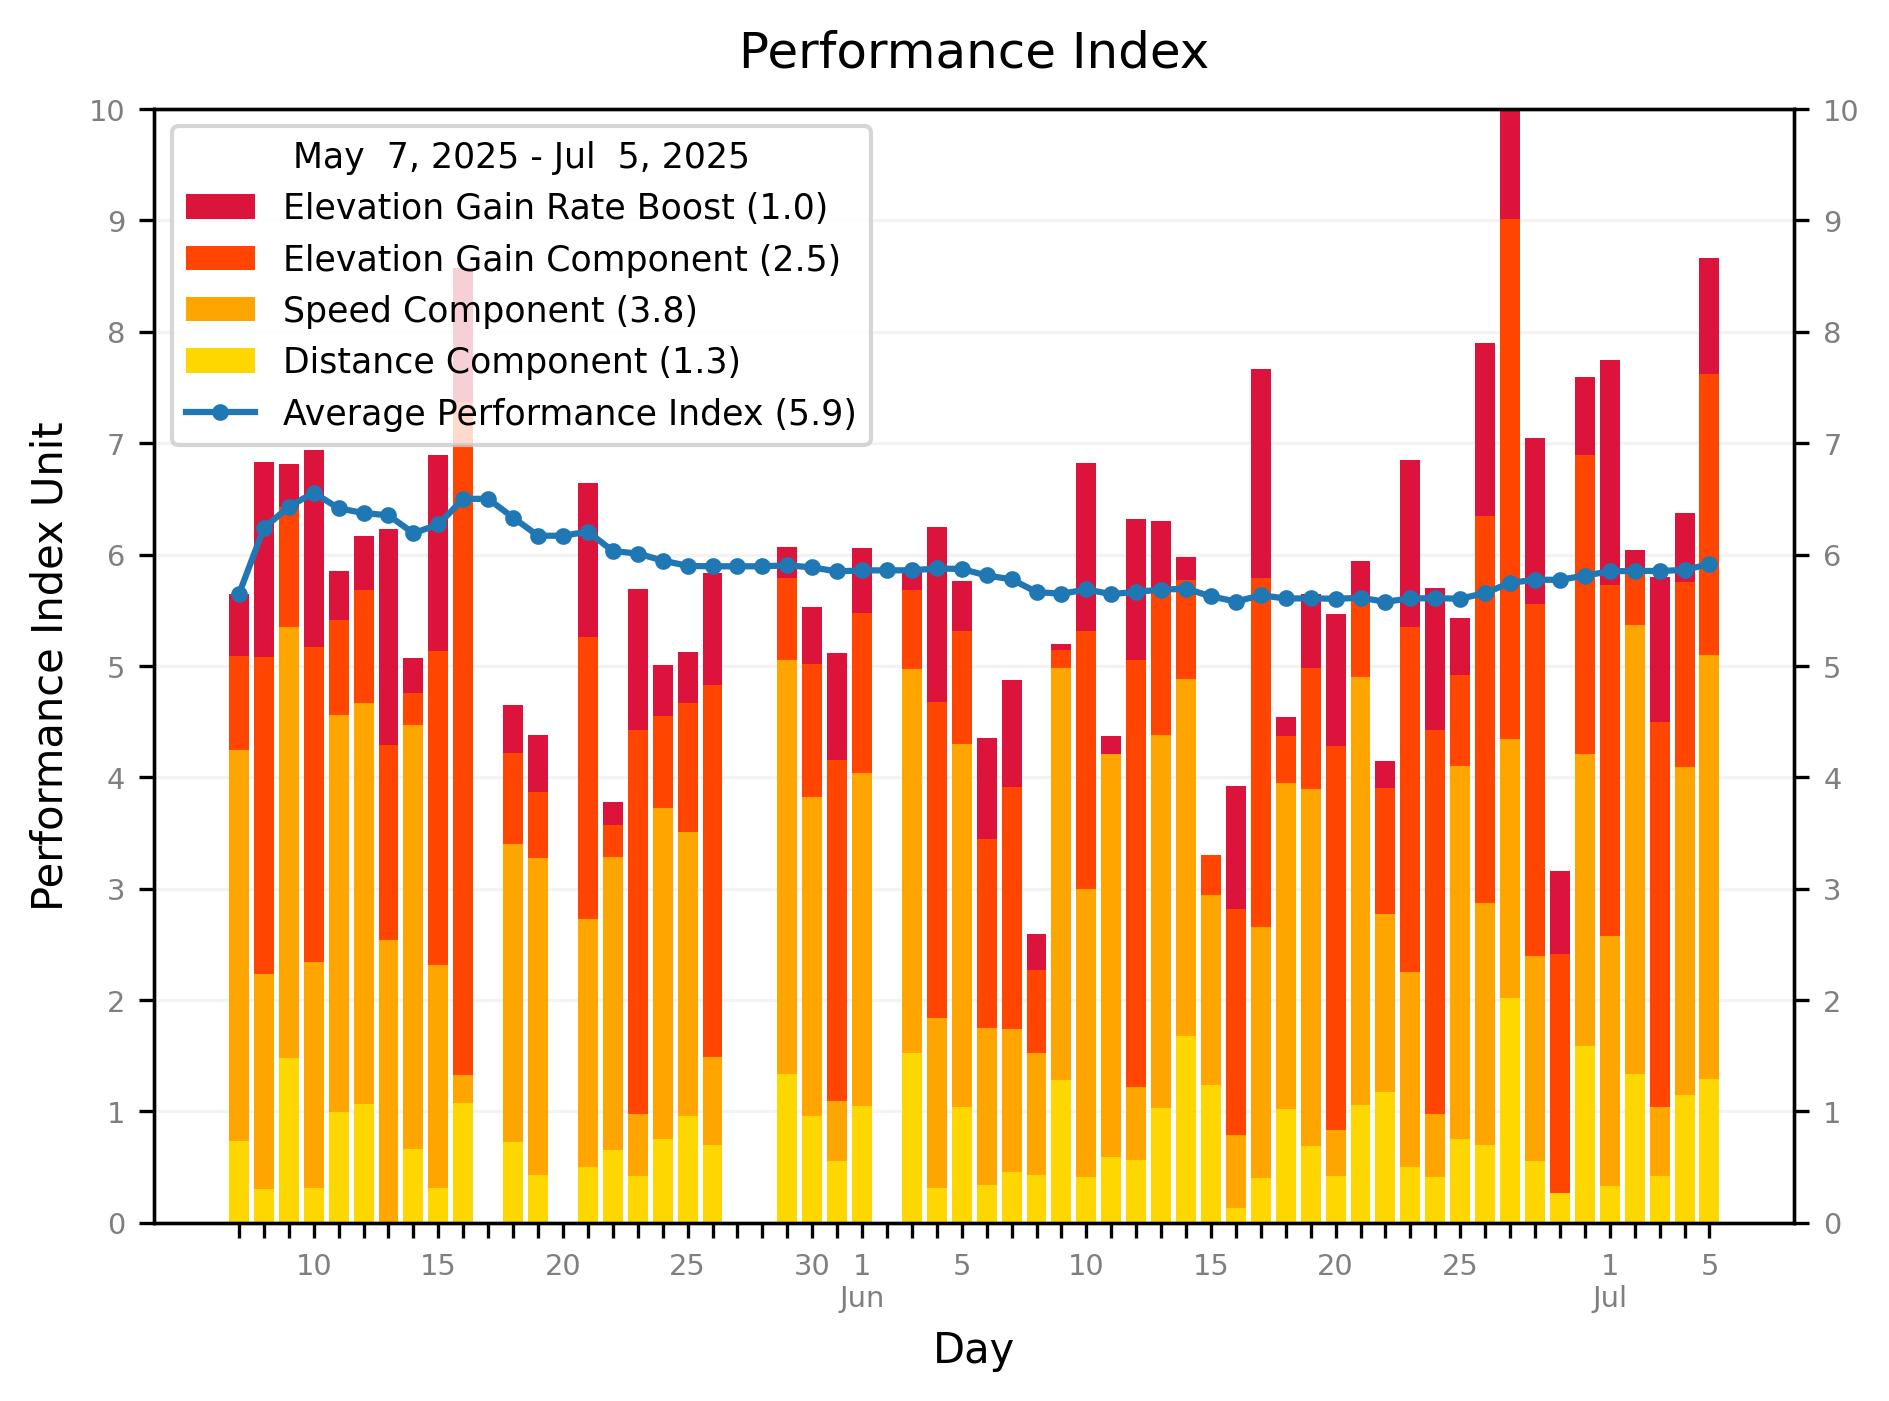 Performance Index
May  7, 2025 - Jul  5, 2025
Elevation Gain Rate Boost (1.0)
Elevation Gain Component (2.5)
Speed Component (3.8)
Distance Component (1.3)
Average Performance Index (5.9)
Performance Index Unit
10 10
9 9
8 8
7 7
6 6
5 5
4 4
3 3
2 2
1 1
0 0
10 15 20 25 30 1 5 10 15 20 25 1 5
Jun Jul
Day